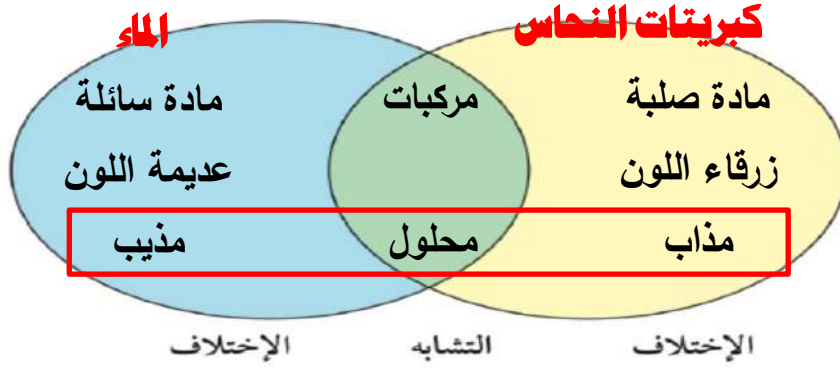 كبريتات النحاس الماء
مادة صلبة مركبات مادة سائلة
زرقاء اللون عديمة اللون
مذاب محلول مذيب
الإختلاف التشابه الإختلاف